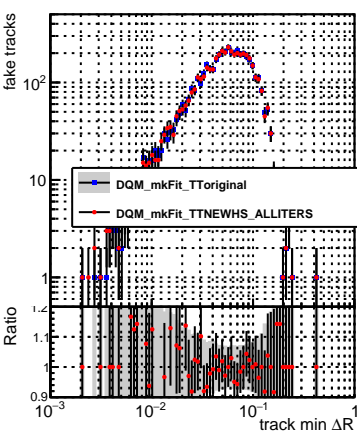 fake tracks
10²
10
1
DQM_mkFit_TToriginal
DQM_mkFit_TTNEWHS_ALLITERS
Ratio
1.2
1.1
1
0.9
10⁻³ 10⁻² 10⁻¹ 1
track min ΔR